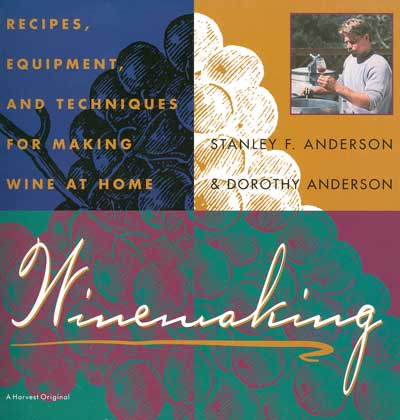 RECIPES,
EQUIPMENT,
AND TECHNIQUES
FOR MAKING
WINE AT HOME
STANLEY F. ANDERSON
& DOROTHY ANDERSON
Winemaking
A Harvest Original